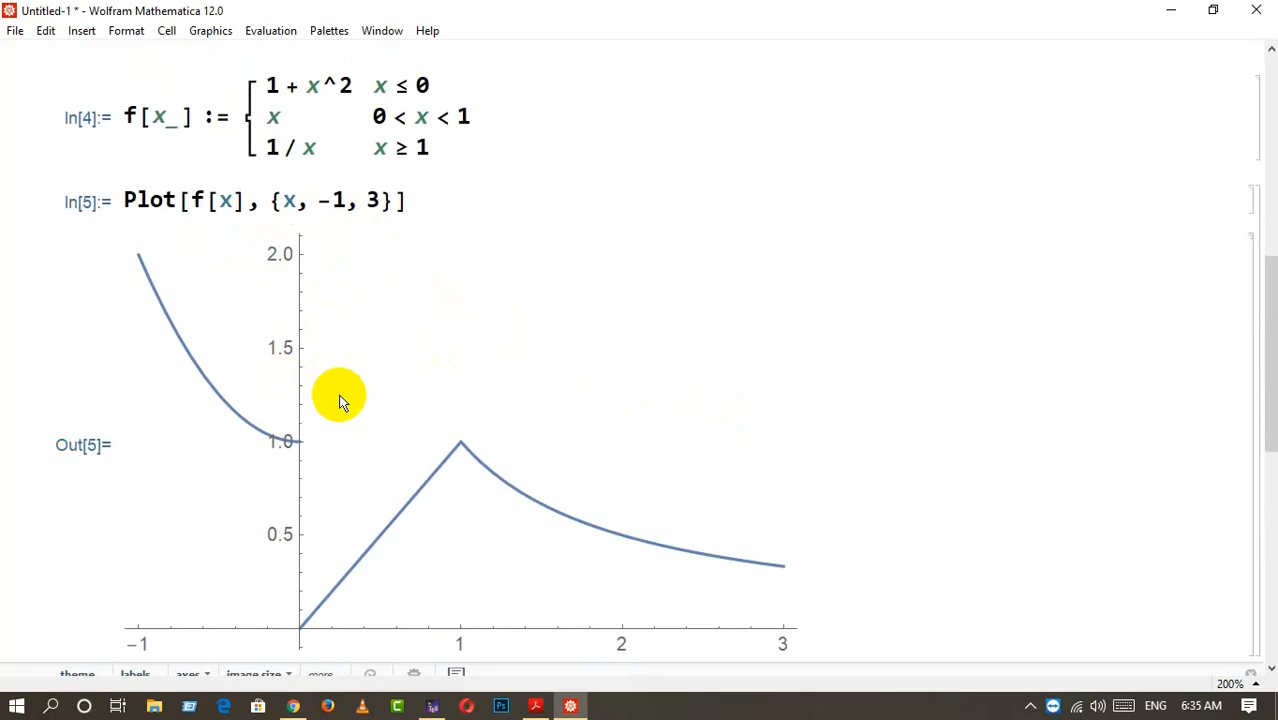 Untitled-1 * - Wolfram Mathematica 12.0
File Edit Insert Format Cell Graphics Evaluation Palettes Window Help
1 + x^2 x ≤ 0
In[4]:= f[x_] := x 0 < x < 1
1 / x x ≥ 1
In[5]:= Plot[f[x], {x, -1, 3}]
2.0
1.5
1.0
Out[5]=
0.5
-1 1 2 3
theme labels axes image size more
200%
Ps
ENG 6:35 AM